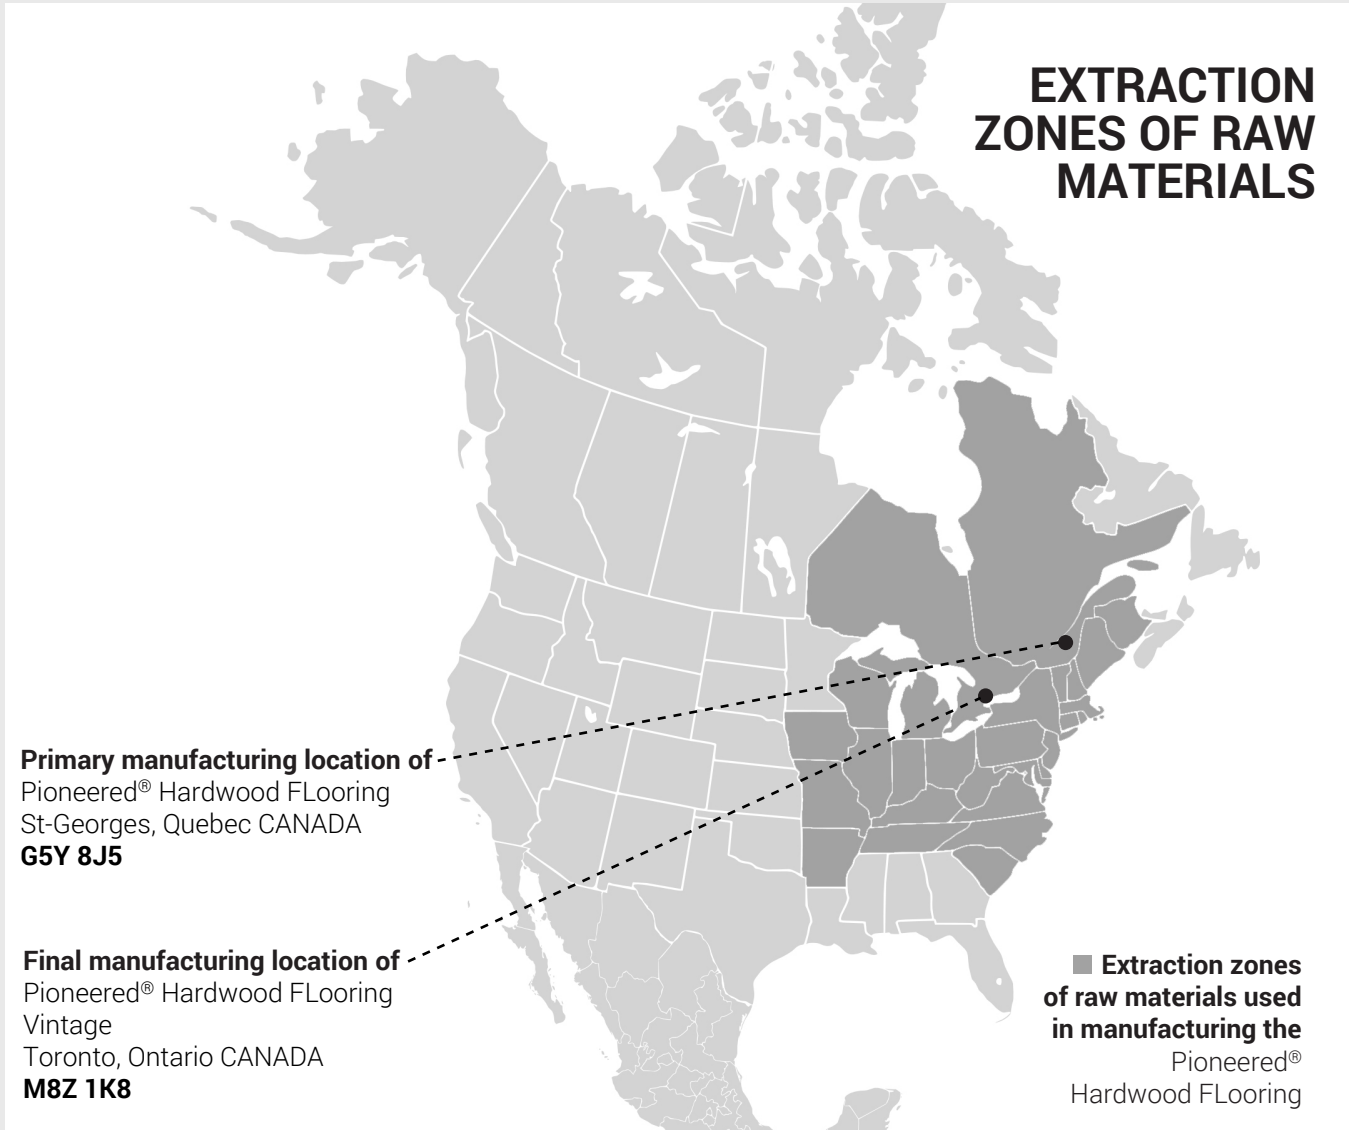 EXTRACTION
ZONES OF RAW
MATERIALS
Primary manufacturing location of
Pioneered® Hardwood FLooring
St-Georges, Quebec CANADA
G5Y 8J5
Final manufacturing location of
Pioneered® Hardwood FLooring
Vintage
Toronto, Ontario CANADA
M8Z 1K8
Extraction zones
of raw materials used
in manufacturing the
Pioneered®
Hardwood FLooring